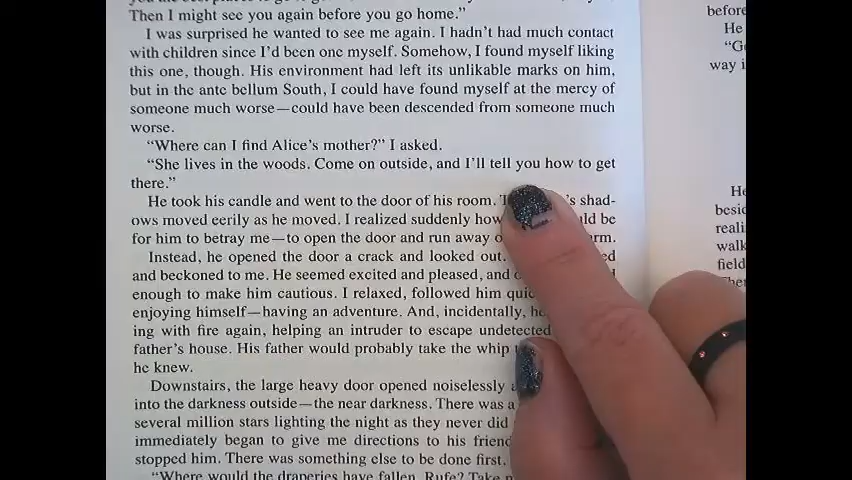 Then I might see you again before you go home."
I was surprised he wanted to see me again. I hadn't had much contact
with children since I'd been one myself. Somehow, I found myself liking
this one, though. His environment had left its unlikable marks on him,
but in the ante bellum South, I could have found myself at the mercy of
someone much worse—could have been descended from someone much
worse.
"Where can I find Alice's mother?" I asked.
"She lives in the woods. Come on outside, and I'll tell you how to get
there."
He took his candle and went to the door of his room. shad-
ows moved eerily as he moved. I realized suddenly how be
for him to betray me—to open the door and run away
Instead, he opened the door a crack and looked out.
and beckoned to me. He seemed excited and pleased, and
enough to make him cautious. I relaxed, followed him
enjoying himself—having an adventure. And, incidentally,
ing with fire again, helping an intruder to escape undetected
father's house. His father would probably take the whip
he knew.
Downstairs, the large heavy door opened noiselessly
into the darkness outside—the near darkness. There was a
several million stars lighting the night as they never did
immediately began to give me directions to his
stopped him. There was something else to be done first.
"Where would the draperies have fallen, Rufe? Take
before
He
way
He
walk
field